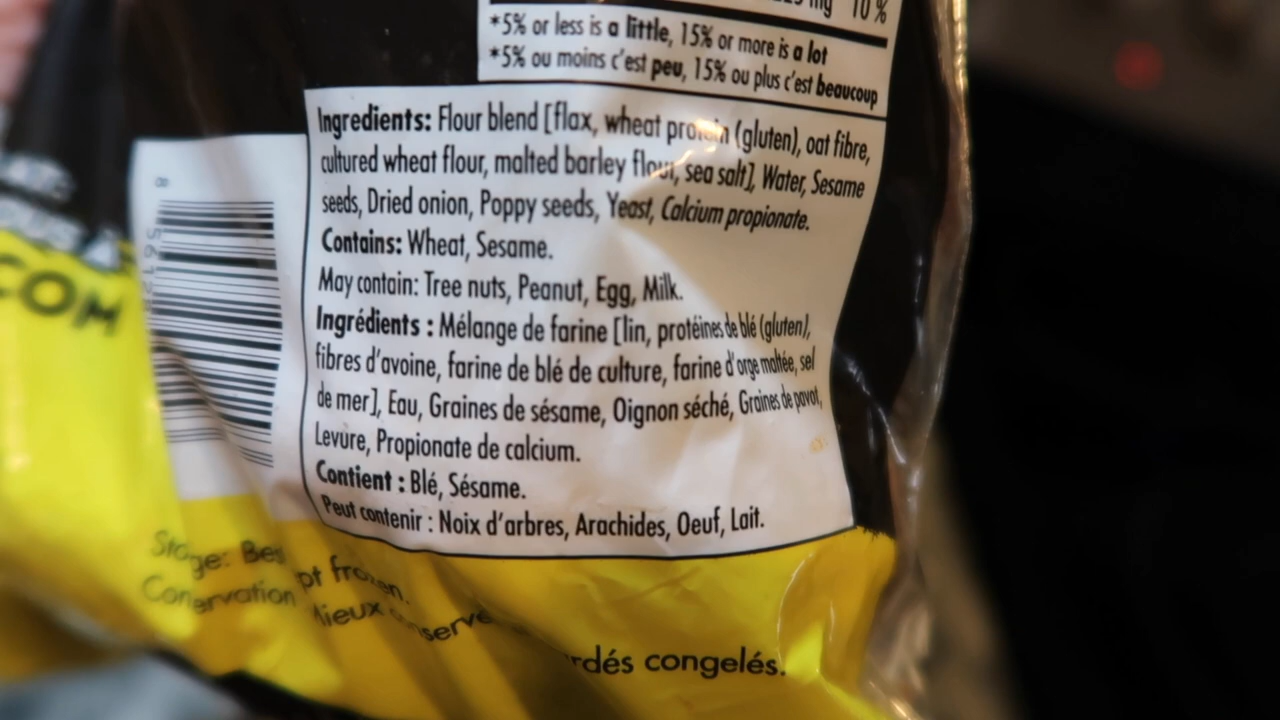 mg 10 %
*5% or less is a little, 15% or more is a lot
*5% ou moins c'est peu, 15% ou plus c'est beaucoup
Ingredients: Flour blend [flax, wheat protein (gluten), oat fibre,
cultured wheat flour, malted barley flour, sea salt], Water, Sesame
seeds, Dried onion, Poppy seeds, Yeast, Calcium propionate.
Contains: Wheat, Sesame.
May contain: Tree nuts, Peanut, Egg, Milk.
Ingrédients : Mélange de farine [lin, protéines de blé (gluten),
fibres d'avoine, farine de blé de culture, farine d'orge maltée, sel
de mer], Eau, Graines de sésame, Oignon séché, Graines de pavot,
Levure, Propionate de calcium.
Contient : Blé, Sésame.
Peut contenir : Noix d'arbres, Arachides, Oeuf, Lait.
COM
frozen.
Conservation
congelés.